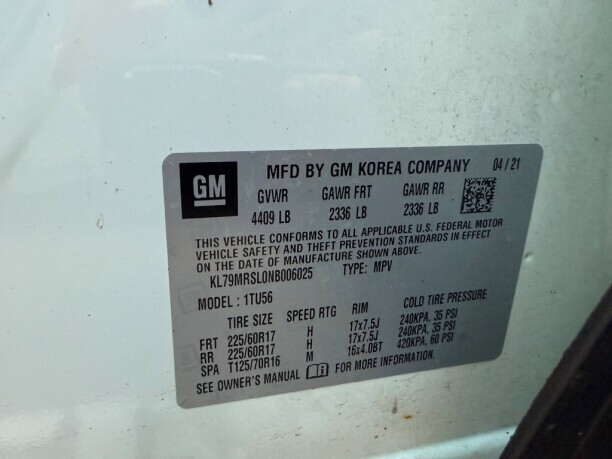 GM
MFD BY GM KOREA COMPANY 04/21
GVWR GAWR FRT GAWR RR
4409 LB 2336 LB 2336 LB
THIS VEHICLE CONFORMS TO ALL APPLICABLE U.S. FEDERAL MOTOR
VEHICLE SAFETY AND THEFT PREVENTION STANDARDS IN EFFECT
ON THE DATE OF MANUFACTURE SHOWN ABOVE.
KL79MRSL0NB006025 TYPE: MPV
MODEL: 1TU56
TIRE SIZE SPEED RTG RIM COLD TIRE PRESSURE
FRT 225/60R17 H 17x7.5J 240KPA, 35 PSI
RR 225/60R17 H 17x7.5J 240KPA, 35 PSI
SPA T125/70R16 M 16x4.0BT 420KPA, 60 PSI
SEE OWNER'S MANUAL FOR MORE INFORMATION.